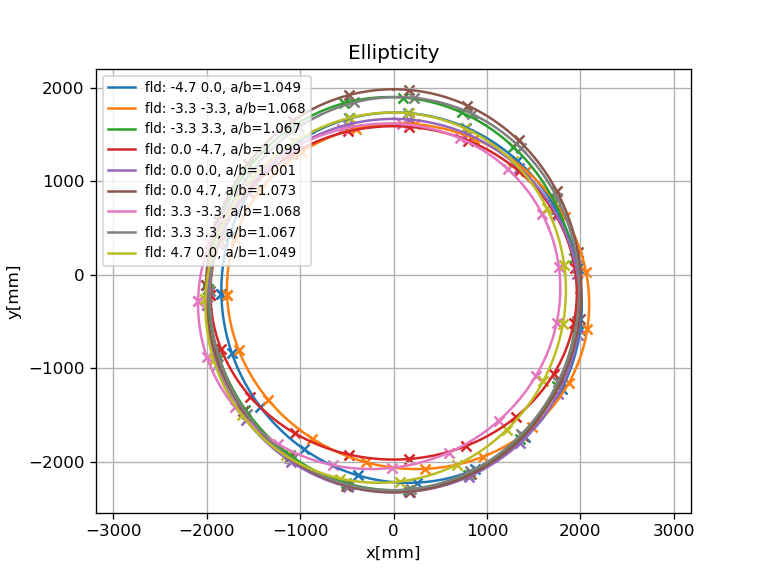 Ellipticity
fld: -4.7 0.0, a/b=1.049
fld: -3.3 -3.3, a/b=1.068
fld: -3.3 3.3, a/b=1.067
fld: 0.0 -4.7, a/b=1.099
fld: 0.0 0.0, a/b=1.001
fld: 0.0 4.7, a/b=1.073
fld: 3.3 -3.3, a/b=1.068
fld: 3.3 3.3, a/b=1.067
fld: 4.7 0.0, a/b=1.049
2000
1000
0
−1000
−2000
y[mm]
−3000 −2000 −1000 0 1000 2000 3000
x[mm]